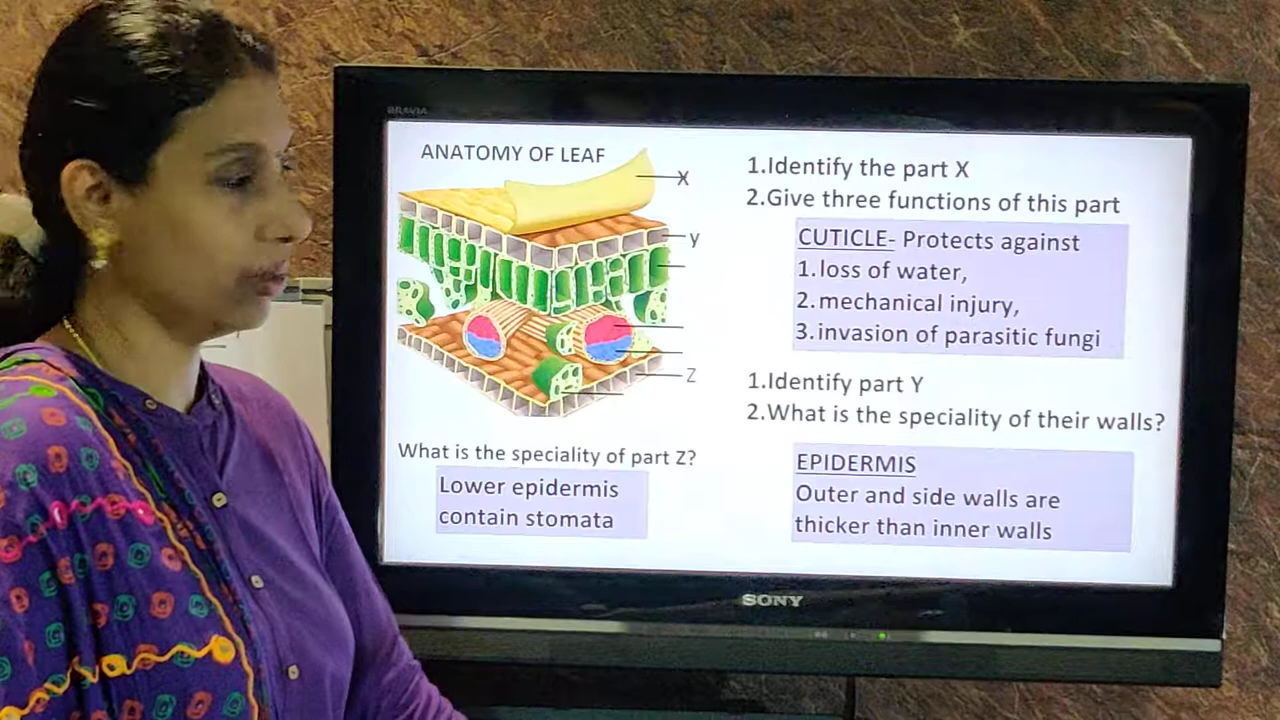 BRAVIA
ANATOMY OF LEAF
X
y
Z
What is the speciality of part Z?
Lower epidermis
contain stomata
1.Identify the part X
2.Give three functions of this part
CUTICLE- Protects against
1.loss of water,
2.mechanical injury,
3.invasion of parasitic fungi
1.Identify part Y
2.What is the speciality of their walls?
EPIDERMIS
Outer and side walls are
thicker than inner walls
SONY